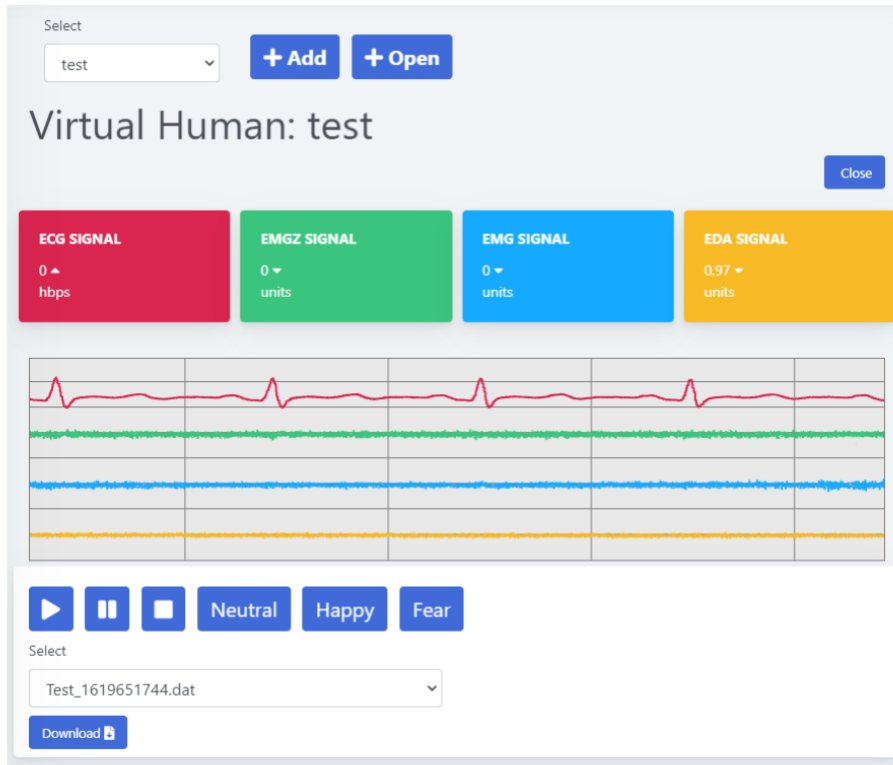 Select
test
+ Add
+ Open
Virtual Human: test
Close
ECG SIGNAL
0
hbps
EMGZ SIGNAL
0
units
EMG SIGNAL
0
units
EDA SIGNAL
0.97
units
Neutral
Happy
Fear
Select
Test_1619651744.dat
Download